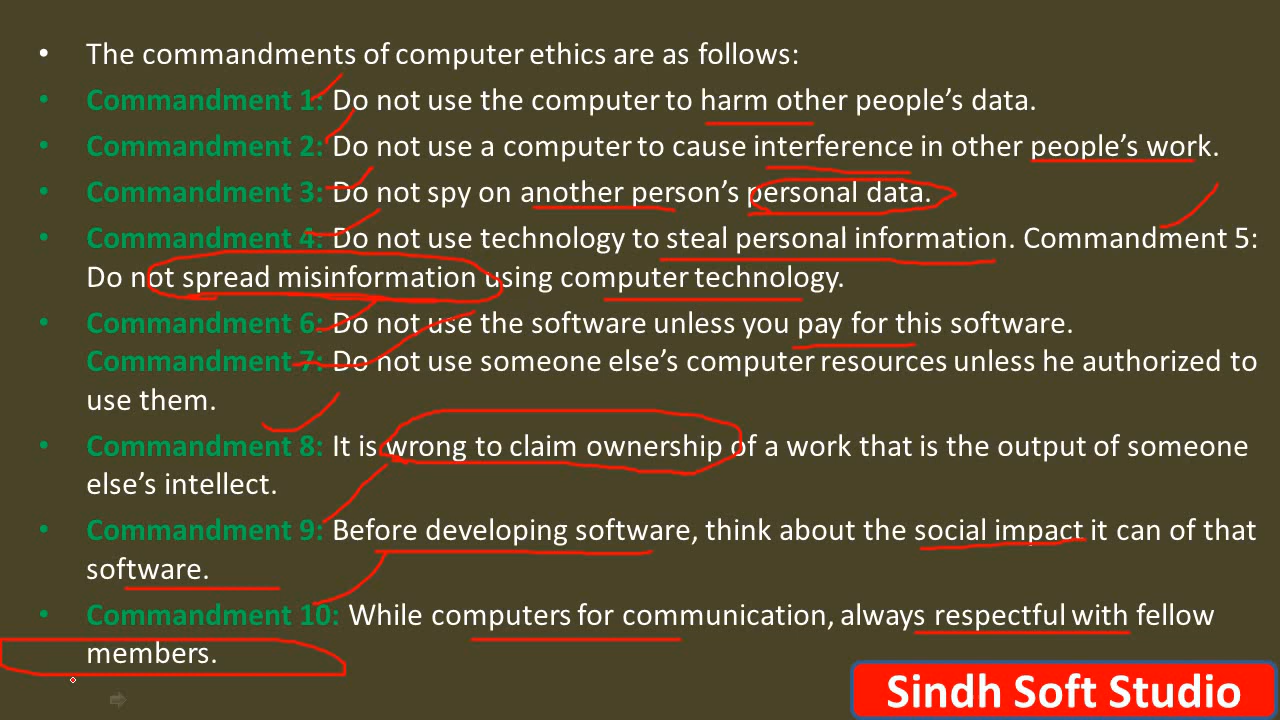 • The commandments of computer ethics are as follows:
• Commandment 1: Do not use the computer to harm other people's data.
• Commandment 2: Do not use a computer to cause interference in other people's work.
• Commandment 3: Do not spy on another person's personal data.
• Commandment 4: Do not use technology to steal personal information. Commandment 5:
Do not spread misinformation using computer technology.
• Commandment 6: Do not use the software unless you pay for this software.
Commandment 7: Do not use someone else's computer resources unless he authorized to
use them.
• Commandment 8: It is wrong to claim ownership of a work that is the output of someone
else's intellect.
• Commandment 9: Before developing software, think about the social impact it can of that
software.
• Commandment 10: While computers for communication, always respectful with fellow
members.
Sindh Soft Studio